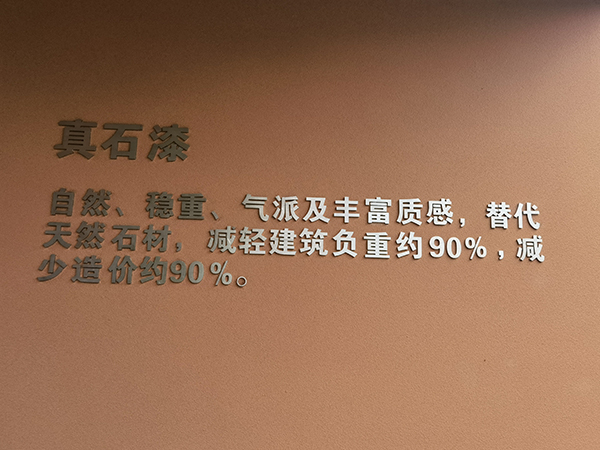 真石漆
自然、稳重、气派及丰富质感，替代
天然石材，减轻建筑负重约90%，减
少造价约90%。